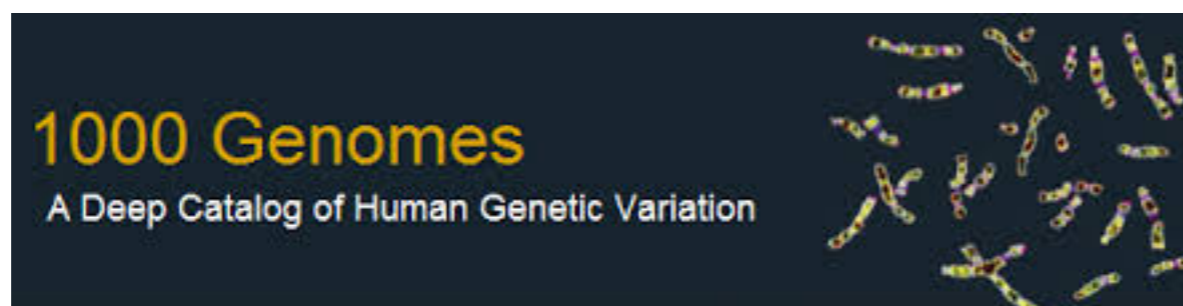 1000 Genomes
A Deep Catalog of Human Genetic Variation